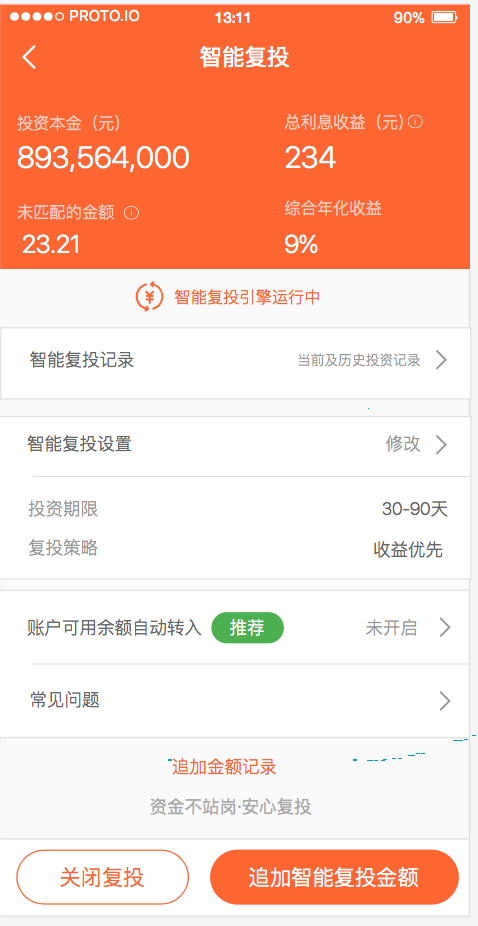 PROTO.IO 13:11 90%
智能复投
投资本金（元） 总利息收益（元）
893,564,000 234
未匹配的金额 综合年化收益
23.21 9%
智能复投引擎运行中
智能复投记录 当前及历史投资记录
智能复投设置 修改
投资期限 30-90天
复投策略 收益优先
账户可用余额自动转入 推荐 未开启
常见问题
追加金额记录
资金不站岗·安心复投
关闭复投 追加智能复投金额